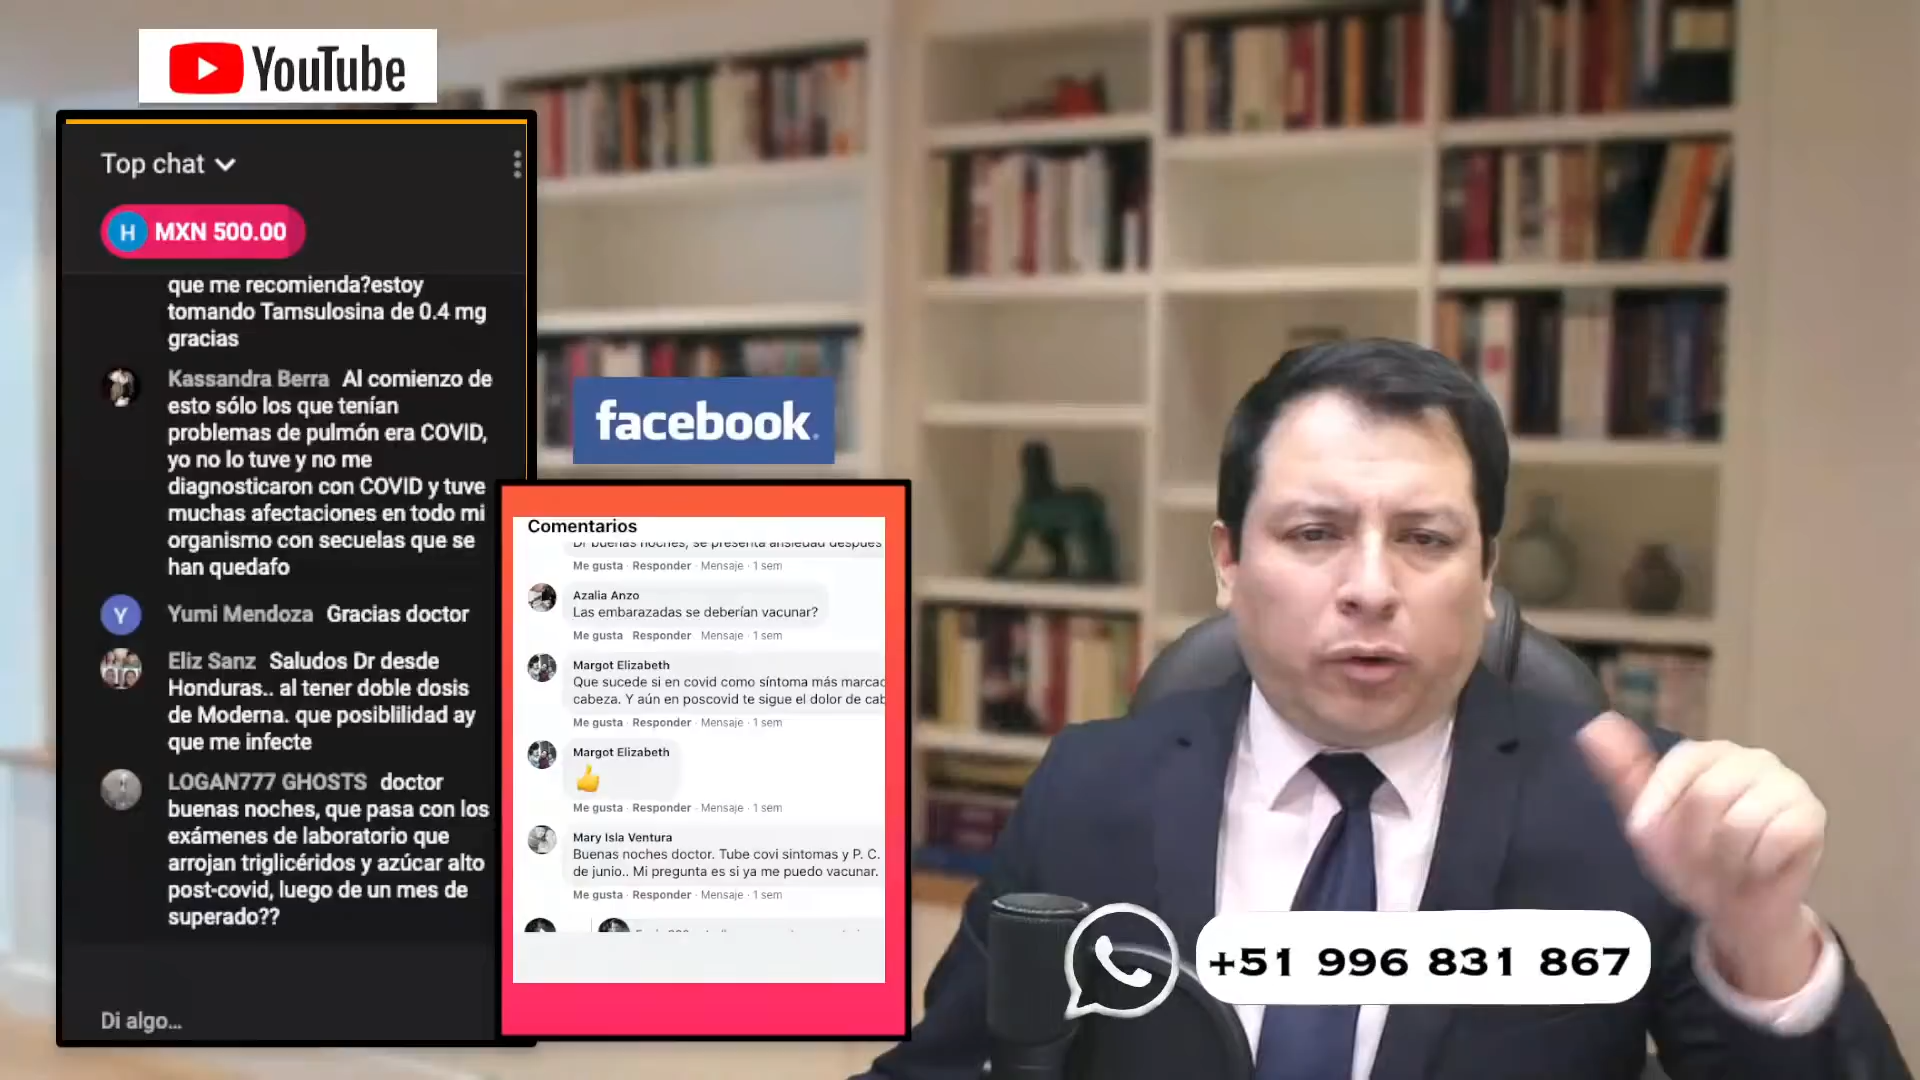 YouTube
Top chat
H MXN 500.00
que me recomienda?estoy
tomando Tamsulosina de 0.4 mg
gracias
Kassandra Berra Al comienzo de
esto sólo los que tenían
problemas de pulmón era COVID,
yo no lo tuve y no me
diagnosticaron con COVID y tuve
muchas afectaciones en todo mi
organismo con secuelas que se
han quedafo
Y Yumi Mendoza Gracias doctor
Eliz Sanz Saludos Dr desde
Honduras.. al tener doble dosis
de Moderna. que posiblilidad ay
que me infecte
LOGAN777 GHOSTS doctor
buenas noches, que pasa con los
exámenes de laboratorio que
arrojan triglicéridos y azúcar alto
post-covid, luego de un mes de
superado??
Di algo...
facebook.
Comentarios
Dr buenas noches, se presenta ansiedad después
Me gusta · Responder · Mensaje · 1 sem
Azalia Anzo
Las embarazadas se deberían vacunar?
Me gusta Responder Mensaje · 1 sem
Margot Elizabeth
Que sucede si en covid como síntoma más marcad
cabeza. Y aún en poscovid te sigue el dolor de cab
Me gusta · Responder · Mensaje · 1 sem
Margot Elizabeth
👍
Me gusta · Responder · Mensaje · 1 sem
Mary Isla Ventura
Buenas noches doctor. Tube covi sintomas y P. C.
de junio.. Mi pregunta es si ya me puedo vacunar.
Me gusta · Responder · Mensaje · 1 sem
+51 996 831 867